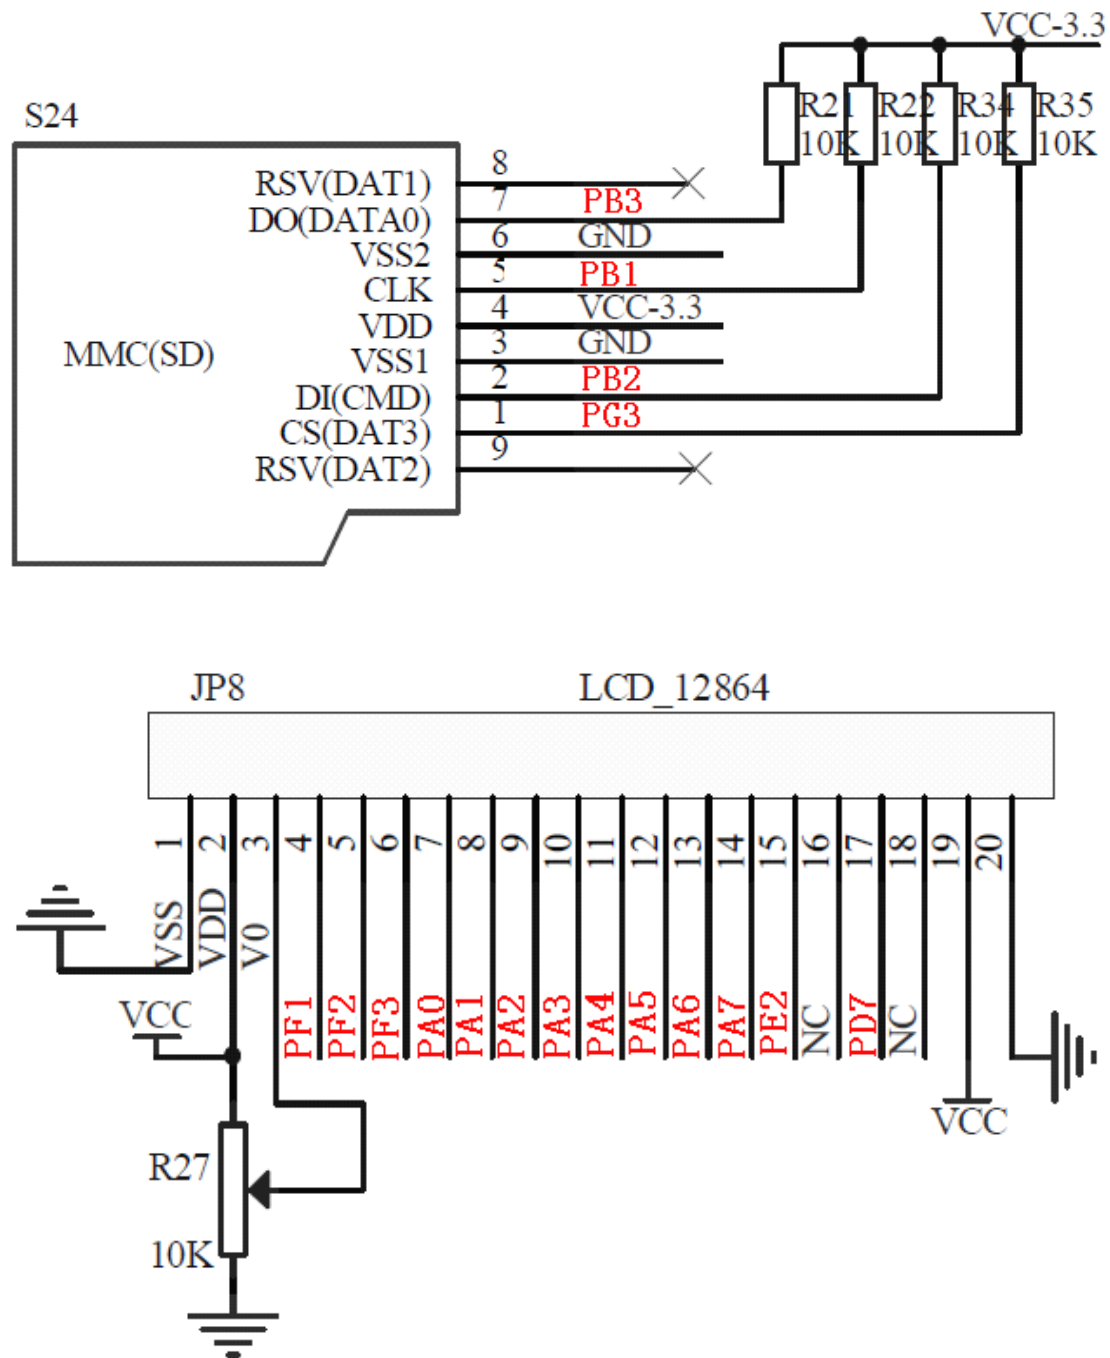 VCC-3.3
R21 R22 R34 R35
10K 10K 10K 10K
S24
MMC(SD)
RSV(DAT1) 8
DO(DATA0) 7 PB3
VSS2 6 GND
CLK 5 PB1
VDD 4 VCC-3.3
VSS1 3 GND
DI(CMD) 2 PB2
CS(DAT3) 1 PG3
RSV(DAT2) 9
JP8 LCD_12864
1 2 3 4 5 6 7 8 9 10 11 12 13 14 15 16 17 18 19 20
VSS VDD V0
PF1 PF2 PF3 PA0 PA1 PA2 PA3 PA4 PA5 PA6 PA7 PE2 NC PD7 NC
VCC
VCC
R27
10K